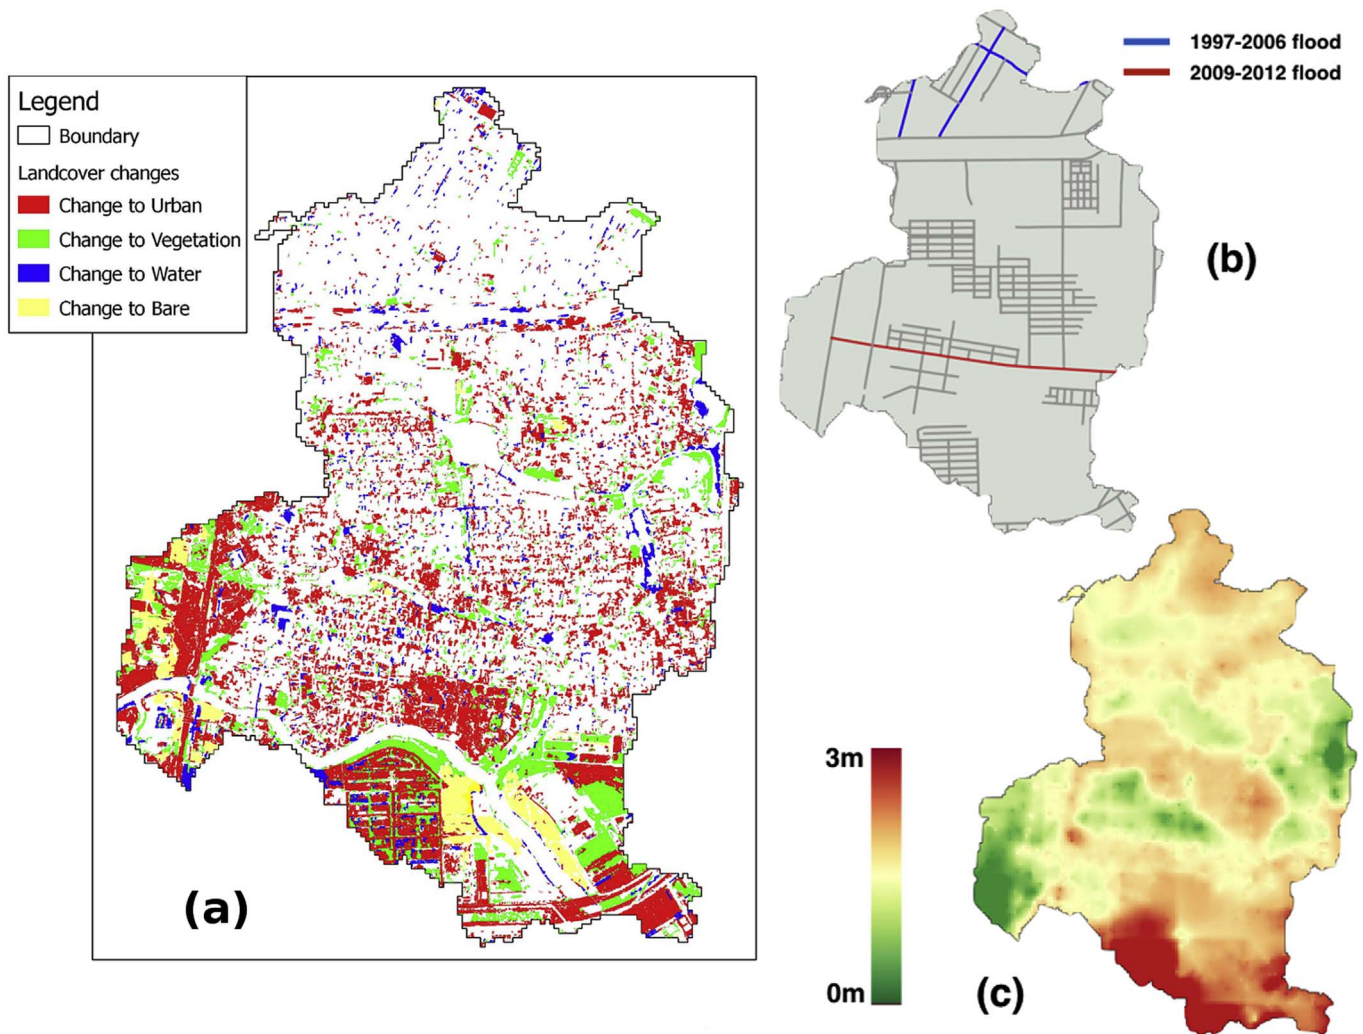 Legend
Boundary
Landcover changes
Change to Urban
Change to Vegetation
Change to Water
Change to Bare
(a)
1997-2006 flood
2009-2012 flood
(b)
3m
0m
(c)